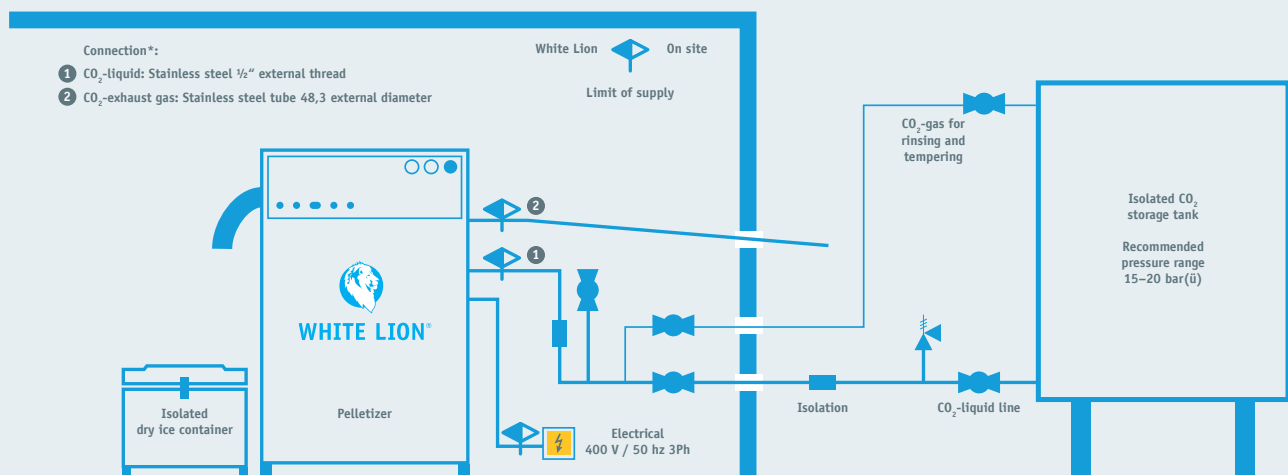 Connection*:
1 CO₂-liquid: Stainless steel ½“ external thread
2 CO₂-exhaust gas: Stainless steel tube 48,3 external diameter
White Lion
On site
Limit of supply
CO₂-gas for
rinsing and
tempering
Isolated CO₂
storage tank
Recommended
pressure range
15–20 bar(ü)
2
1
WHITE LION®
Isolated
dry ice container
Pelletizer
Isolation
CO₂-liquid line
Electrical
400 V / 50 hz 3Ph